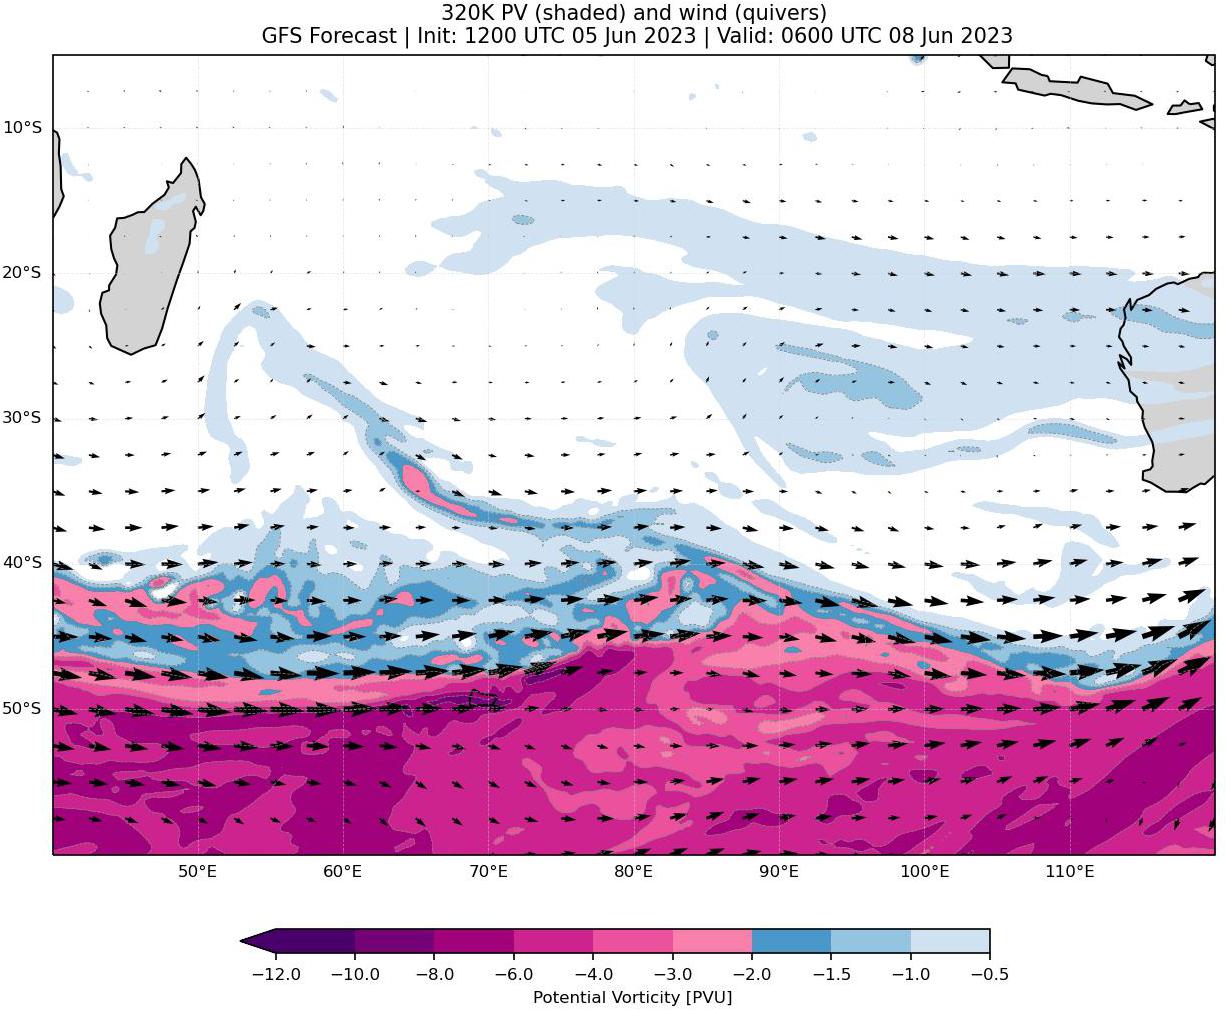 320K PV (shaded) and wind (quivers)
GFS Forecast | Init: 1200 UTC 05 Jun 2023 | Valid: 0600 UTC 08 Jun 2023
10°S
20°S
30°S
40°S
50°S
50°E 60°E 70°E 80°E 90°E 100°E 110°E
−12.0 −10.0 −8.0 −6.0 −4.0 −3.0 −2.0 −1.5 −1.0 −0.5
Potential Vorticity [PVU]